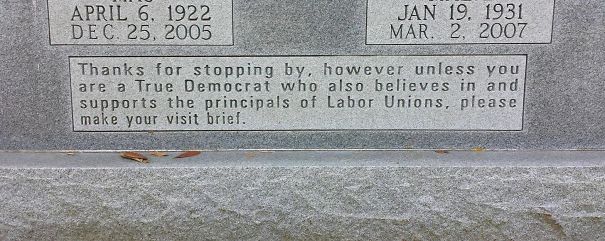 APRIL 6, 1922
DEC. 25, 2005
JAN 19, 1931
MAR. 2, 2007
Thanks for stopping by, however unless you
are a True Democrat who also believes in and
supports the principals of Labor Unions, please
make your visit brief.